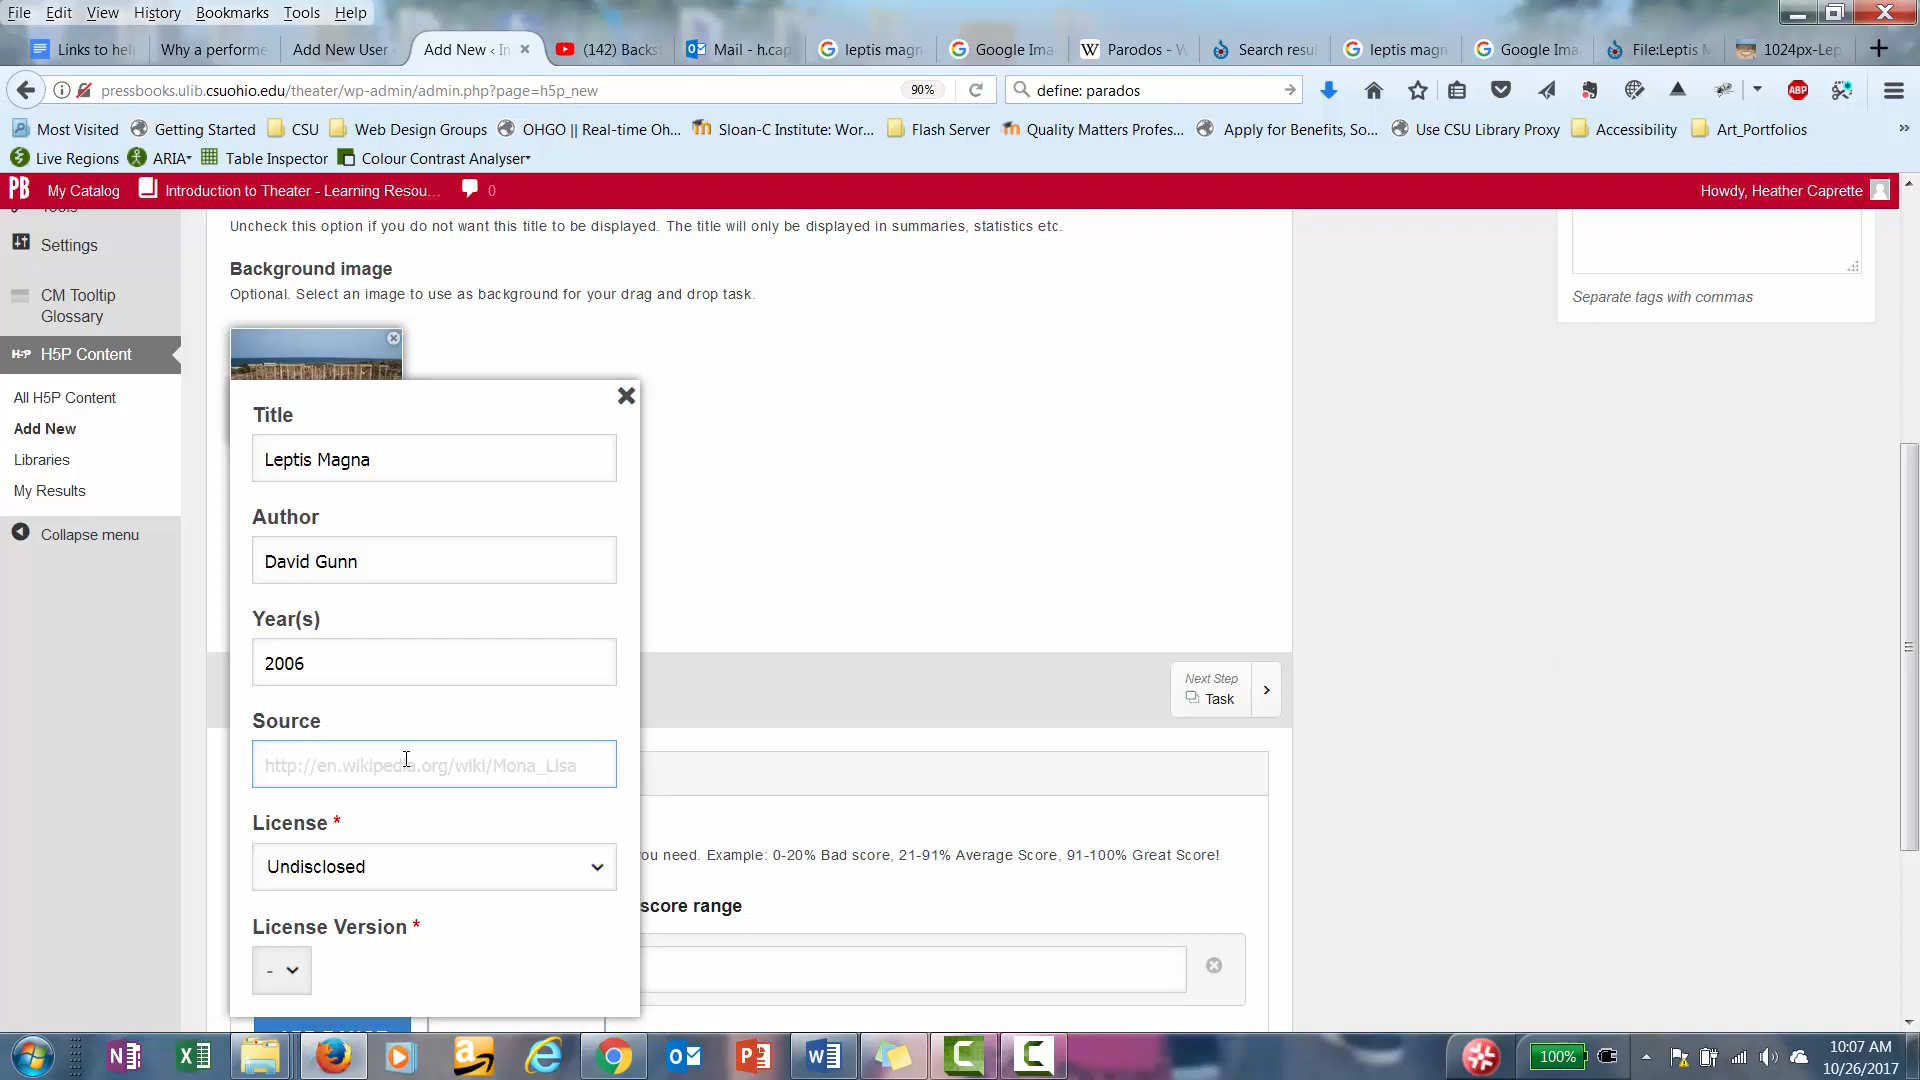 File Edit View History Bookmarks Tools Help
Links to hel Why a performe Add New User Add New ‹ In (142) Backs Mail - h.cap leptis magn Google Ima Parodos - W Search resu leptis magn Google Ima File:Leptis M 1024px-Lep
pressbooks.ulib.csuohio.edu/theater/wp-admin/admin.php?page=h5p_new 90% define: parados
Most Visited Getting Started CSU Web Design Groups OHGO || Real-time Oh... Sloan-C Institute: Wor... Flash Server Quality Matters Profes... Apply for Benefits, So... Use CSU Library Proxy Accessibility Art_Portfolios
Live Regions ARIA Table Inspector Colour Contrast Analyser
PB My Catalog Introduction to Theater - Learning Resou... 0 Howdy, Heather Caprette
Tools
Settings
CM Tooltip
Glossary
H5P Content
All H5P Content
Add New
Libraries
My Results
Collapse menu
Uncheck this option if you do not want this title to be displayed. The title will only be displayed in summaries, statistics etc.
Background image
Optional. Select an image to use as background for your drag and drop task.
Separate tags with commas
Title
Leptis Magna
Author
David Gunn
Year(s)
2006
Source
http://en.wikipedia.org/wiki/Mona_Lisa
License *
Undisclosed
License Version *
-
Next Step
Task
ou need. Example: 0-20% Bad score, 21-91% Average Score, 91-100% Great Score!
score range
100%
10:07 AM
10/26/2017